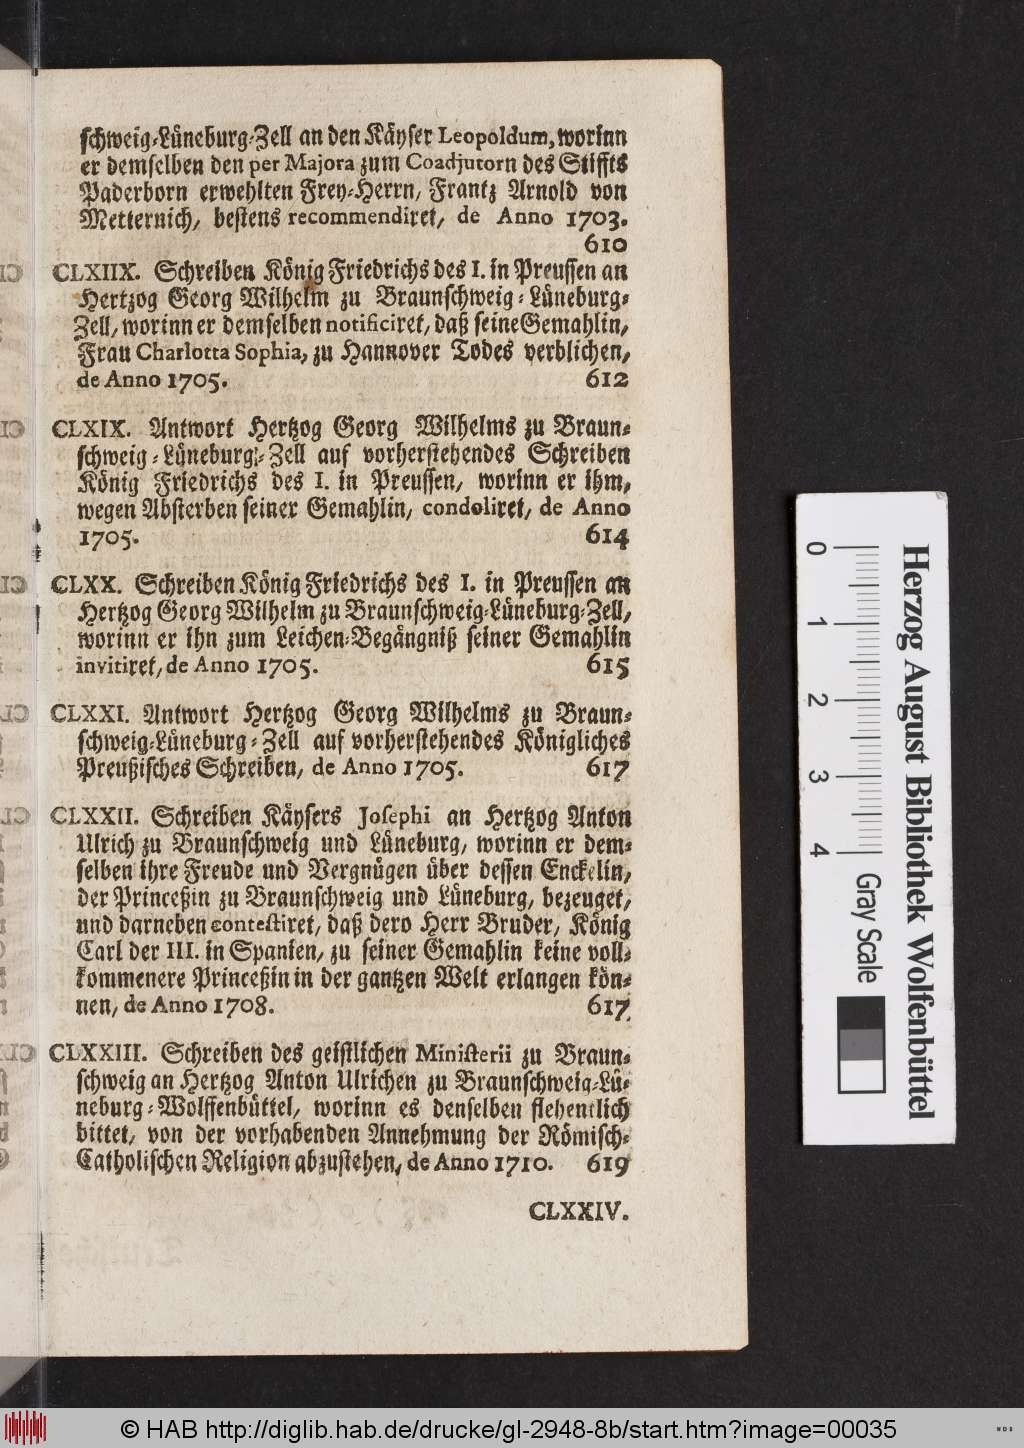 schweig-Lüneburg-Zell an den Käyser Leopoldum, worinn
er demselben den per Majora zum Coadjutorn des Stiffts
Paderborn erwehlten Frey-Herrn, Frantz Arnold von
Metternich, bestens recommendiret, de Anno 1703.
610
CLXIIX. Schreiben König Friedrichs des I. in Preussen an
Hertzog Georg Wilhelm zu Braunschweig-Lüneburg-
Zell, worinn er demselben notificiret, daß seine Gemahlin,
Frau Charlotta Sophia, zu Hannover Todes verblichen,
de Anno 1705. 612
CLXIX. Antwort Hertzog Georg Wilhelms zu Braun-
schweig-Lüneburg-Zell auf vorherstehendes Schreiben
König Friedrichs des I. in Preussen, worinn er ihm,
wegen Absterben seiner Gemahlin, condoliret, de Anno
1705. 614
CLXX. Schreiben König Friedrichs des I. in Preussen an
Hertzog Georg Wilhelm zu Braunschweig-Lüneburg-Zell,
worinn er ihn zum Leichen-Begängniß seiner Gemahlin
invitiret, de Anno 1705. 615
CLXXI. Antwort Hertzog Georg Wilhelms zu Braun-
schweig-Lüneburg-Zell auf vorherstehendes Königliches
Preußisches Schreiben, de Anno 1705. 617
CLXXII. Schreiben Käysers Josephi an Hertzog Anton
Ulrich zu Braunschweig und Lüneburg, worinn er dem-
selben ihre Freude und Vergnügen über dessen Enckelin,
der Princeßin zu Braunschweig und Lüneburg, bezeuget,
und darneben contestiret, daß dero Herr Bruder, König
Carl der III. in Spanien, zu seiner Gemahlin keine voll-
kommenere Princeßin in der gantzen Welt erlangen kön-
nen, de Anno 1708. 617
CLXXIII. Schreiben des geistlichen Ministerii zu Braun-
schweig an Hertzog Anton Ulrichen zu Braunschweig-Lü-
neburg-Wolffenbüttel, worinn es denselben flehentlich
bittet, von der vorhabenden Annehmung der Römisch-
Catholischen Religion abzustehen, de Anno 1710. 619
CLXXIV.
Herzog August Bibliothek Wolfenbüttel
0 1 2 3 4
Gray Scale
© HAB http://diglib.hab.de/drucke/gl-2948-8b/start.htm?image=00035